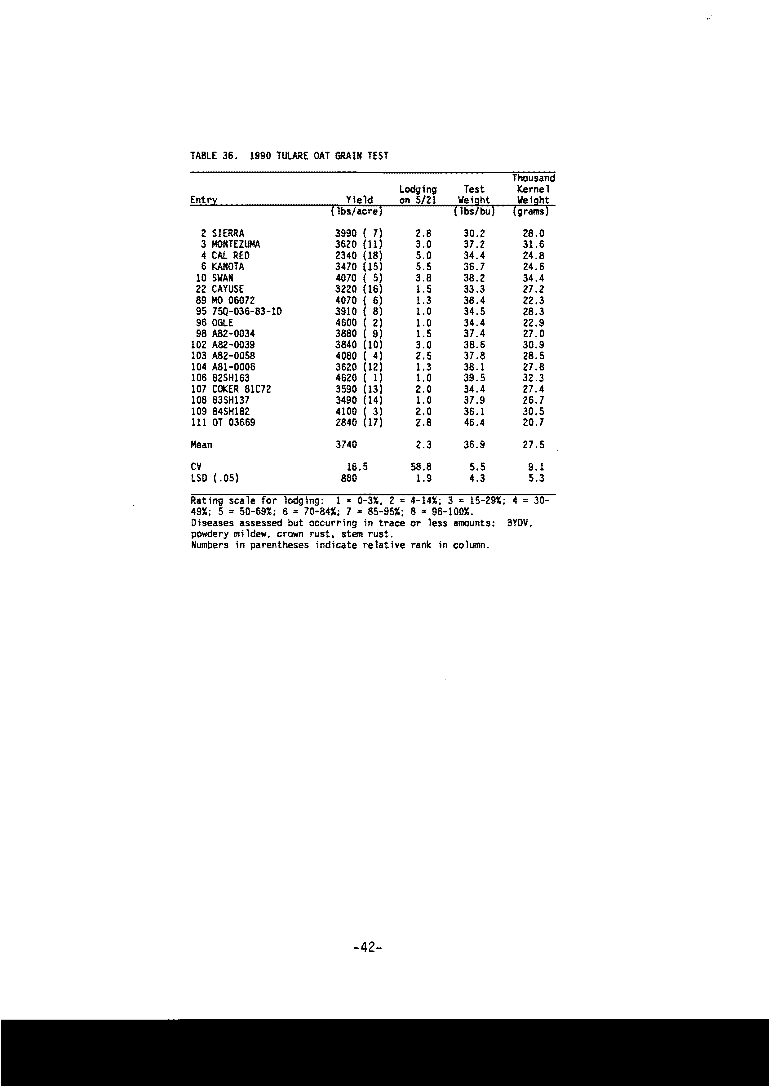 TABLE 36. 1990 TULARE OAT GRAIN TEST
Thousand
Lodging Test Kernel
Entry Yield on 5/21 Weight Weight
(lbs/acre) (lbs/bu) (grams)
2 SIERRA 3990 ( 7) 2.8 30.2 28.0
3 MONTEZUMA 3620 (11) 3.0 37.2 31.6
4 CAL RED 2340 (18) 5.0 34.4 24.8
6 KANOTA 3470 (15) 5.5 36.7 24.6
10 SWAN 4070 ( 5) 3.8 38.2 34.4
22 CAYUSE 3220 (16) 1.5 33.3 27.2
89 MO 06072 4070 ( 6) 1.3 38.4 22.3
95 75Q-036-83-1D 3910 ( 8) 1.0 34.5 28.3
96 OGLE 4600 ( 2) 1.0 34.4 22.9
98 A82-0034 3880 ( 9) 1.5 37.4 27.0
102 A82-0039 3840 (10) 3.0 38.6 30.9
103 A82-0058 4080 ( 4) 2.5 37.8 28.5
104 A81-0006 3620 (12) 1.3 38.1 27.8
106 82SH163 4620 ( 1) 1.0 39.5 32.3
107 COKER 81C72 3590 (13) 2.0 34.4 27.4
108 83SH137 3490 (14) 1.0 37.9 26.7
109 84SH182 4100 ( 3) 2.0 36.1 30.5
111 OT 03669 2840 (17) 2.8 46.4 20.7
Mean 3740 2.3 36.9 27.5
CV 16.5 58.8 5.5 9.1
LSD (.05) 880 1.9 4.3 5.3
Rating scale for lodging: 1 = 0-3%, 2 = 4-14%; 3 = 15-29%; 4 = 30-
49%; 5 = 50-69%; 6 = 70-84%; 7 = 85-95%; 8 = 96-100%.
Diseases assessed but occurring in trace or less amounts: BYDV,
powdery mildew, crown rust, stem rust.
Numbers in parentheses indicate relative rank in column.
-42-